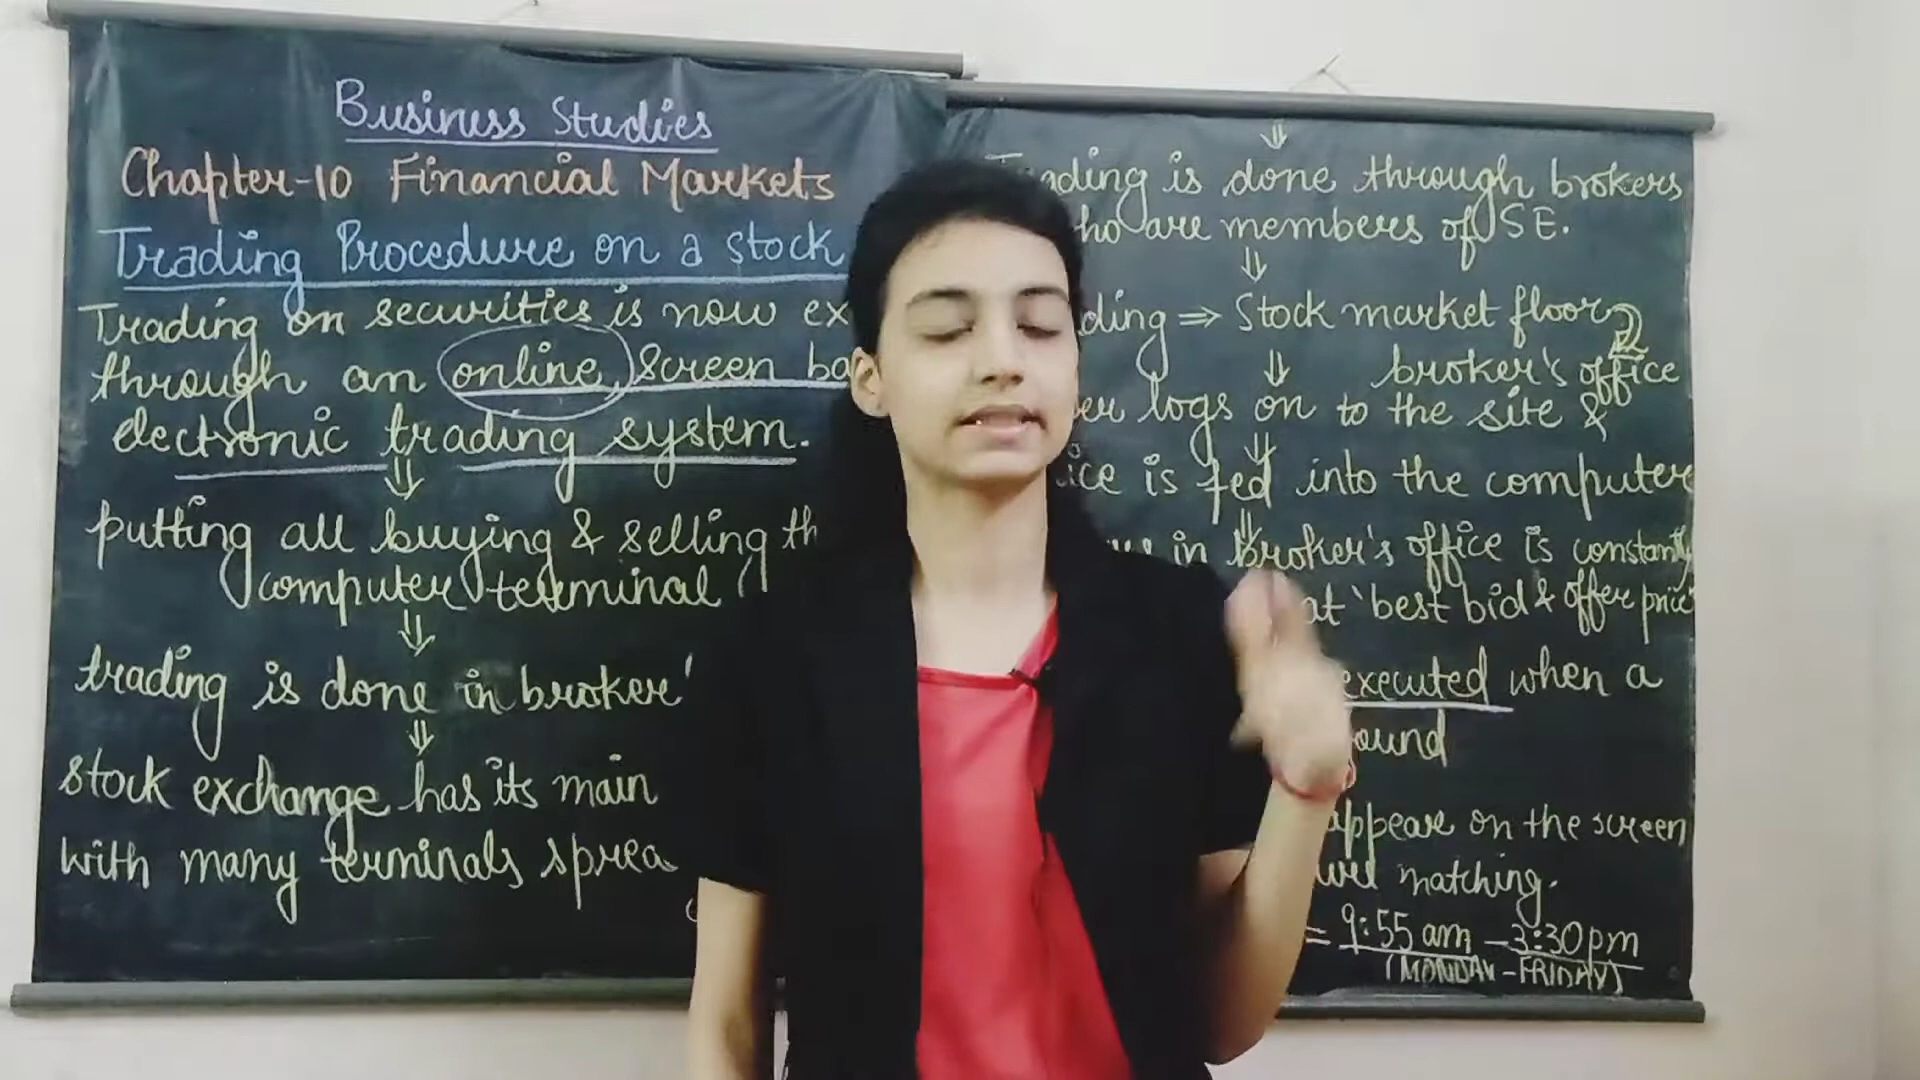 Business Studies
Chapter-10 Financial Markets
Trading Procedure on a stock
Trading on securities is now ex
through an online screen ba
electronic trading system.
putting all buying & selling th
computer terminal (
trading is done in broker'
stock exchange has its main
with many terminals sprea
ading is done through brokers
ho are members of SE.
ding ⇒ Stock market floor
broker's office
er logs on to the site &
ice is fed into the computer
in broker's office is constantly
at 'best bid & offer price'
executed when a
ound
appear on the screen
matching.
= 9:55 am - 3:30 pm
(MONDAY - FRIDAY)